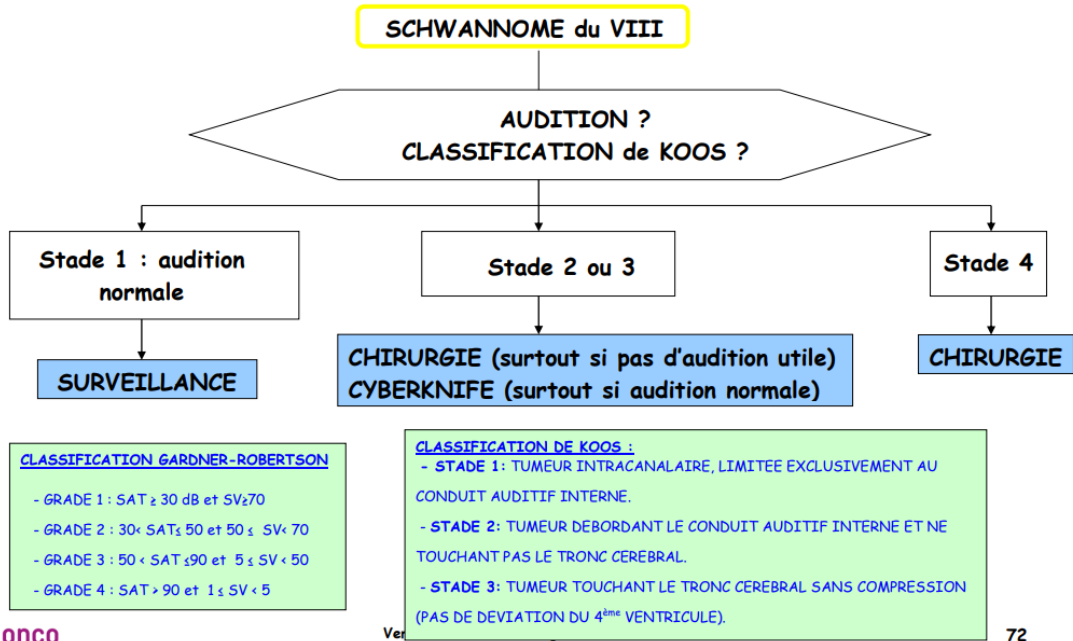 SCHWANNOME du VIII
AUDITION ?
CLASSIFICATION de KOOS ?
Stade 1 : audition
normale
Stade 2 ou 3
Stade 4
SURVEILLANCE
CHIRURGIE (surtout si pas d'audition utile)
CYBERKNIFE (surtout si audition normale)
CHIRURGIE
CLASSIFICATION GARDNER-ROBERTSON
- GRADE 1 : SAT ≥ 30 dB et SV≥70
- GRADE 2 : 30< SAT≤ 50 et 50 ≤ SV< 70
- GRADE 3 : 50 < SAT ≤90 et 5 ≤ SV < 50
- GRADE 4 : SAT > 90 et 1 ≤ SV < 5
CLASSIFICATION DE KOOS :
- STADE 1: TUMEUR INTRACANALAIRE, LIMITEE EXCLUSIVEMENT AU
CONDUIT AUDITIF INTERNE.
- STADE 2: TUMEUR DEBORDANT LE CONDUIT AUDITIF INTERNE ET NE
TOUCHANT PAS LE TRONC CEREBRAL.
- STADE 3: TUMEUR TOUCHANT LE TRONC CEREBRAL SANS COMPRESSION
(PAS DE DEVIATION DU 4ème VENTRICULE).
onco
Ver
72